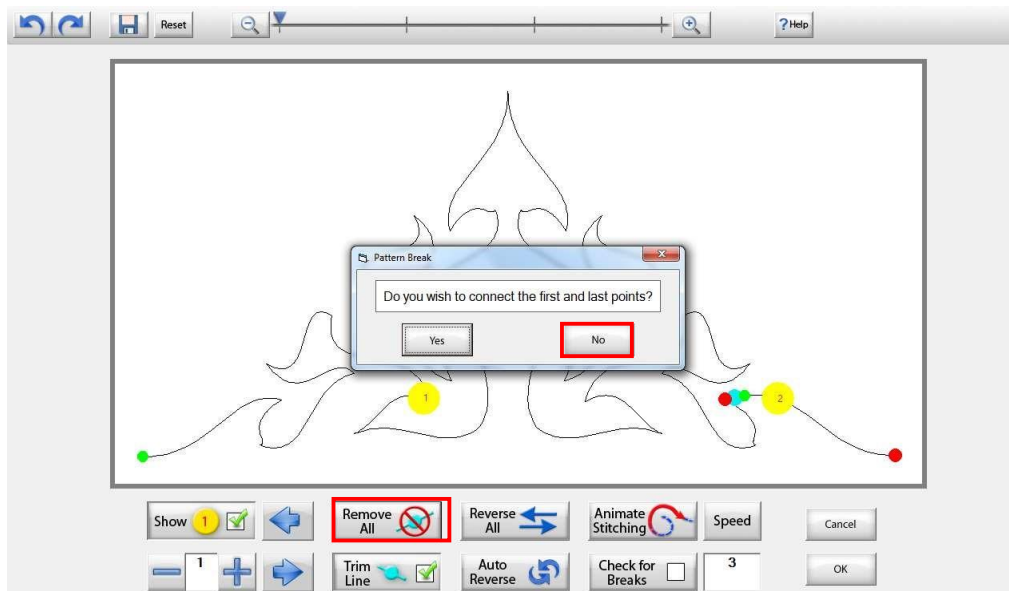 Reset
? Help
Pattern Break
Do you wish to connect the first and last points?
Yes
No
1
2
Show 1
Remove
All
Reverse
All
Animate
Stitching
Speed
Cancel
1
Trim
Line
Auto
Reverse
Check for
Breaks
3
OK